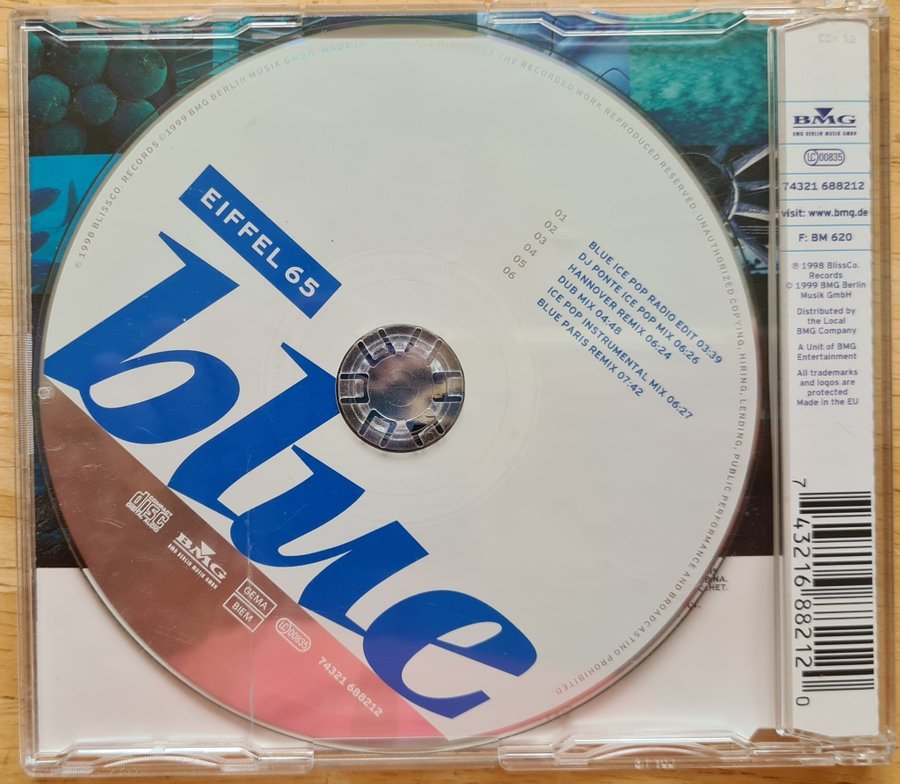 EIFFEL 65
blue
01
02
03
04
05
06
BLUE ICE POP RADIO EDIT 03:39
DJ PONTE ICE POP MIX 06:26
HANNOVER REMIX 06:24
DUB MIX 04:48
ICE POP INSTRUMENTAL MIX 06:27
BLUE PARIS REMIX 07:42
℗ 1998 BLISSCO. RECORDS ©1999 BMG BERLIN MUSIK GMBH. MADE IN
ALL RIGHTS OF THE RECORDED WORK REPRODUCED RESERVED. UNAUTHORIZED COPYING, HIRING, LENDING, PUBLIC PERFORMANCE AND BROADCASTING PROHIBITED
COMPACT
disc
DIGITAL AUDIO
BMG
BMG BERLIN MUSIK GMBH
GEMA
BIEM
LC 00835
74321 688212
BMG
BMG BERLIN MUSIK GMBH
LC 00835
74321 688212
visit: www.bmg.de
F: BM 620
℗ 1998 BlissCo.
Records
© 1999 BMG Berlin
Musik GmbH
Distributed by
the Local
BMG Company
A Unit of BMG
Entertainment
All trademarks
and logos are
protected
Made in the EU
7 43216 88212 0